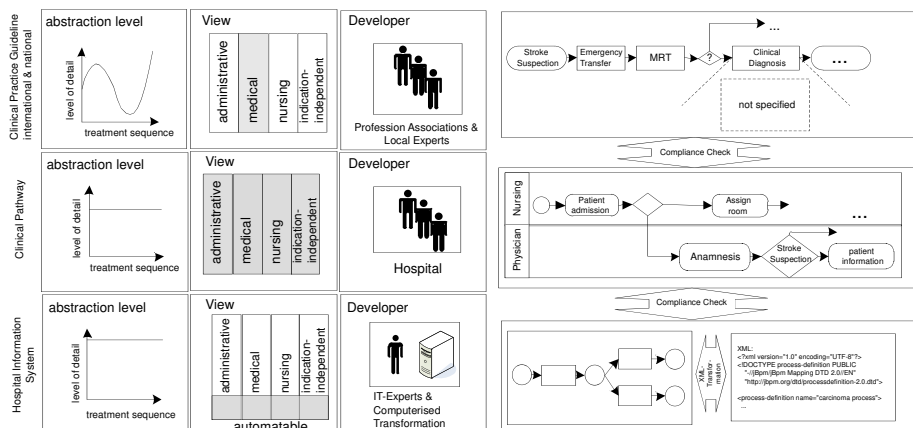 Clinical Practice Guideline
international & national
abstraction level
level of detail
treatment sequence
View
administrative
medical
nursing
indication-
independent
Developer
Profession Associations &
Local Experts
Stroke
Suspection
Emergency
Transfer
MRT
?
...
Clinical
Diagnosis
...
not specified
Compliance Check
Clinical Pathway
abstraction level
level of detail
treatment sequence
View
administrative
medical
nursing
indication-
independent
Developer
Hospital
Nursing
Patient
admission
Assign
room
...
Physician
Anamnesis
Stroke
Suspection
patient
information
Compliance Check
Hospital Information
System
abstraction level
level of detail
treatment sequence
View
administrative
medical
nursing
indication-
independent
automatable
Developer
IT-Experts &
Computerised
Transformation
XML-
Transfor-
mation
XML:
<?xml version="1.0" encoding="UTF-8"?>
<!DOCTYPE process-definition PUBLIC
"-//jBpm/jBpm Mapping DTD 2.0//EN"
"http://jbpm.org/dtd/processdefinition-2.0.dtd">
<process-definition name="carcinoma process">
...